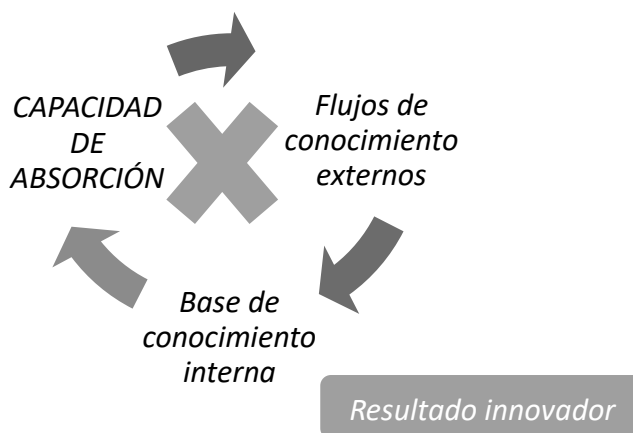 CAPACIDAD
DE
ABSORCIÓN
Flujos de
conocimiento
externos
Base de
conocimiento
interna
Resultado innovador